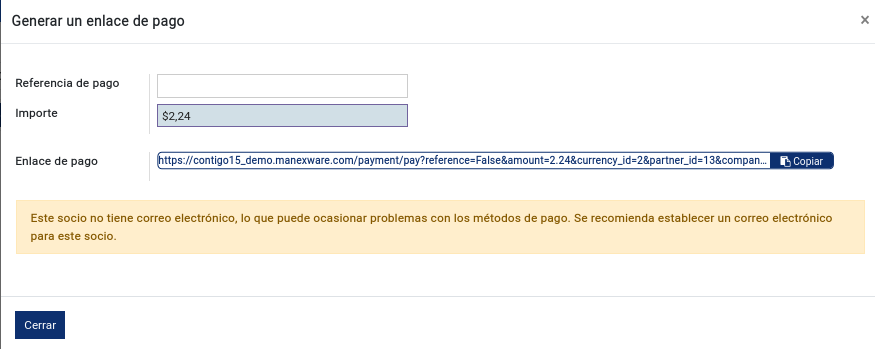 Generar un enlace de pago ×
Referencia de pago
Importe $2,24
Enlace de pago https://contigo15_demo.manexware.com/payment/pay?reference=False&amount=2.24&currency_id=2&partner_id=13&compan... Copiar
Este socio no tiene correo electrónico, lo que puede ocasionar problemas con los métodos de pago. Se recomienda establecer un correo electrónico
para este socio.
Cerrar